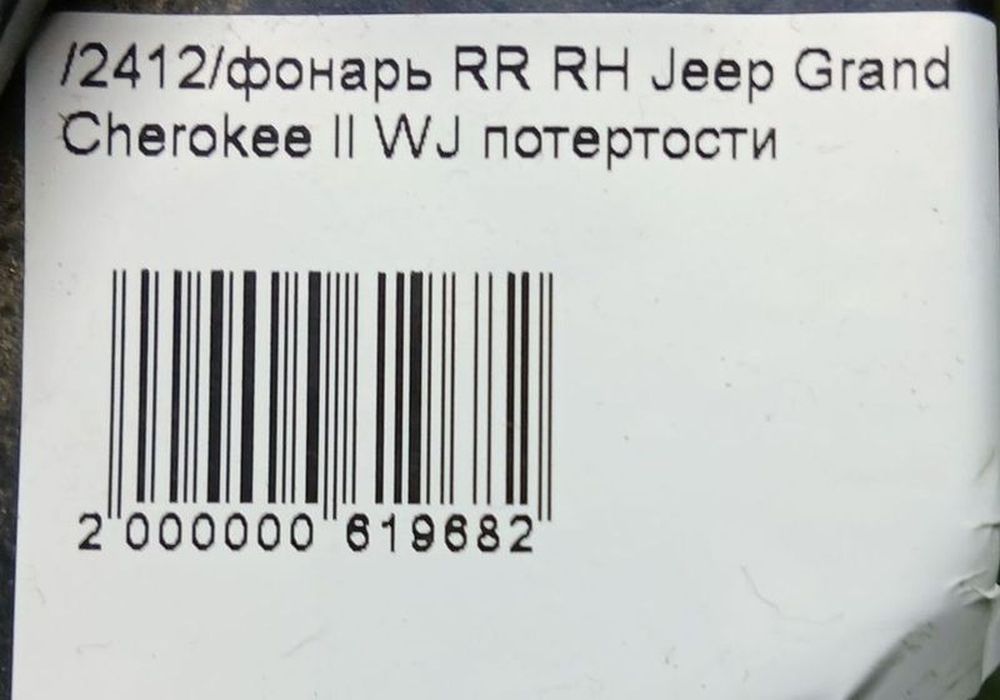 /2412/фонарь RR RH Jeep Grand
Cherokee II WJ потертости
2 000000 619682